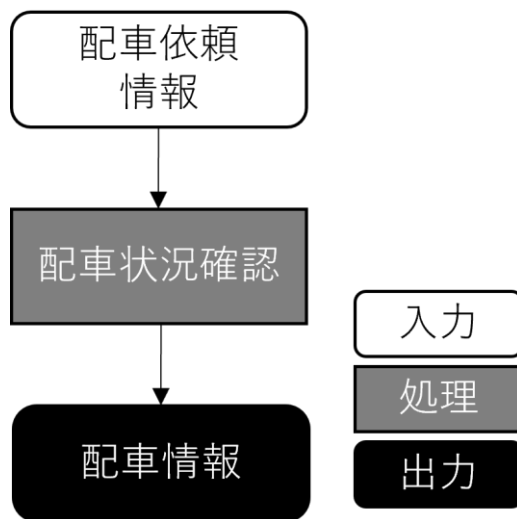 配車依頼
情報
配車状況確認
配車情報
入力
処理
出力